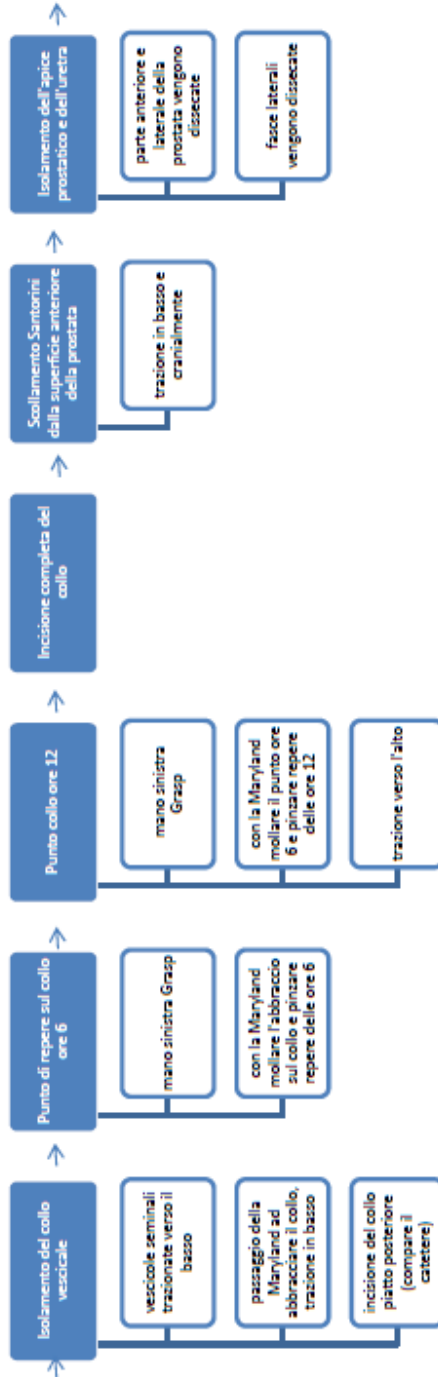 Isolamento del collo
vescicale
vescicole seminali
trazionate verso il
basso
passaggio della
Maryland ad
abbracciare il collo,
trazione in basso
incisione del collo
piatto posteriore
(compare il
catetere)
Punto di repere sul collo
ore 6
mano sinistra Grasp
con la Maryland
mollare l'abbraccio
sul collo e pinzare
repere delle ore 6
Punto collo ore 12
mano sinistra
Grasp
con la Maryland
mollare il punto ore
6 e pinzare repere
delle ore 12
trazione verso l'alto
Incisione completa del
collo
Scollamento Santorini
dalla superficie anteriore
della prostata
trazione in basso e
cranialmente
Isolamento dell'apice
prostatico e dell'uretra
parte anteriore e
laterale della
prostata vengono
dissecate
fasce laterali
vengono dissecate